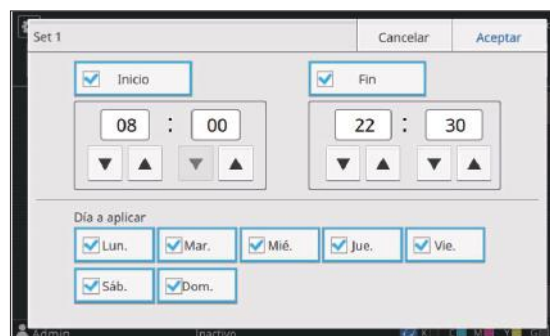 Set 1 Cancelar Aceptar
Inicio Fin
08 : 00 22 : 30
Día a aplicar
Lun. Mar. Mié. Jue. Vie.
Sáb. Dom.
Admin Inactivo K C M Y